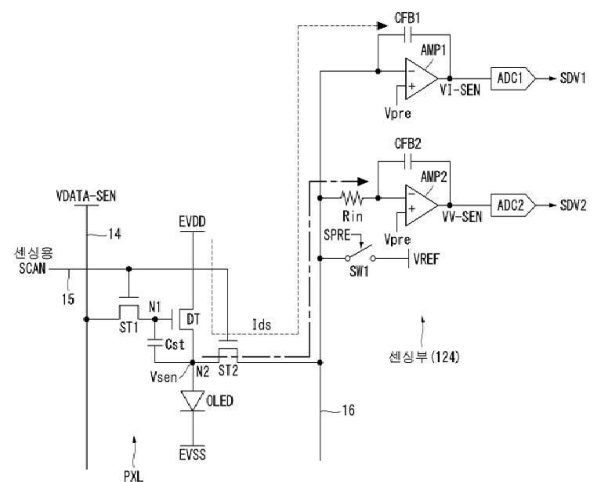 CFB1
AMP1
ADC1
SDV1
VI-SEN
Vpre
CFB2
AMP2
ADC2
SDV2
VV-SEN
Rin
Vpre
SPRE
SW1
VREF
VDATA-SEN
14
EVDD
센싱용
SCAN
15
N1
DT
ST1
Cst
Ids
Vsen
N2
ST2
OLED
16
센싱부(124)
EVSS
PXL